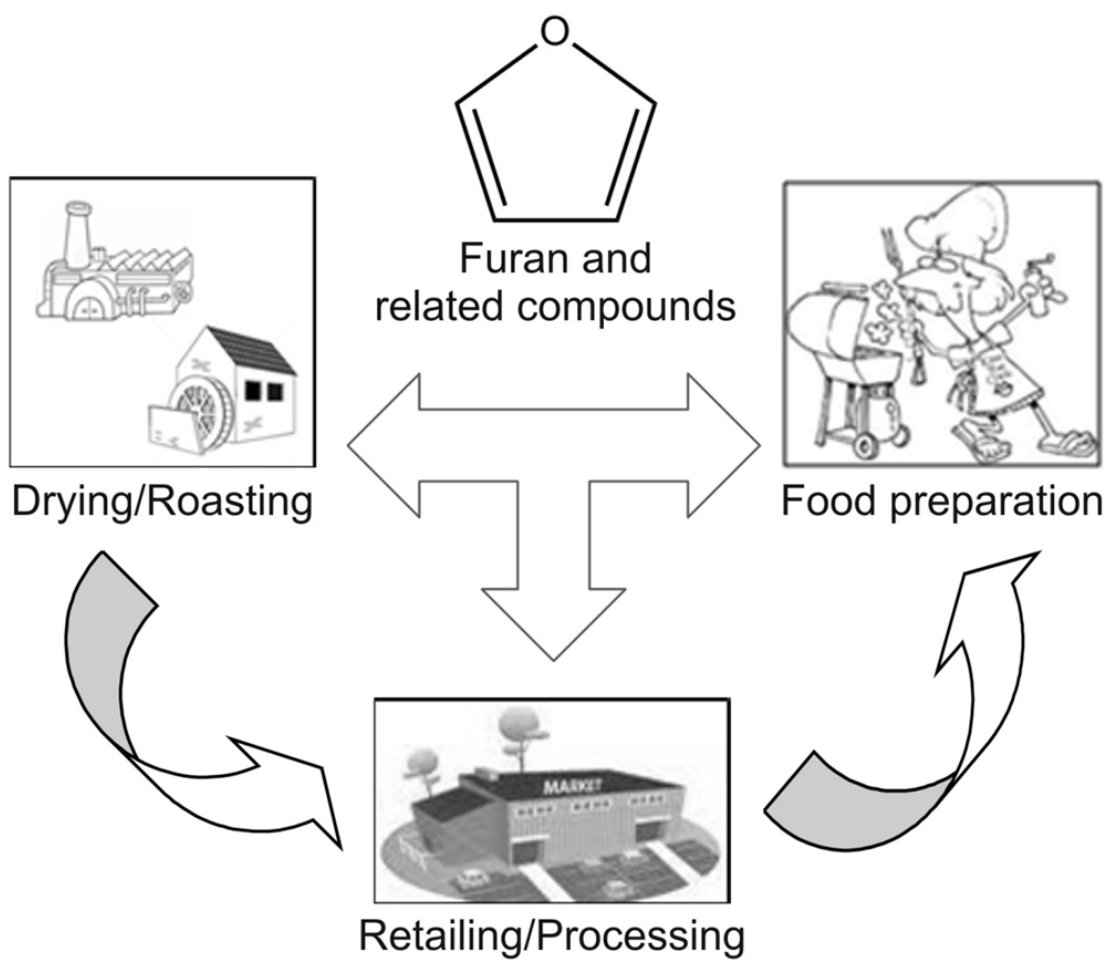 O
Furan and
related compounds
Drying/Roasting
Food preparation
MARKET
Retailing/Processing